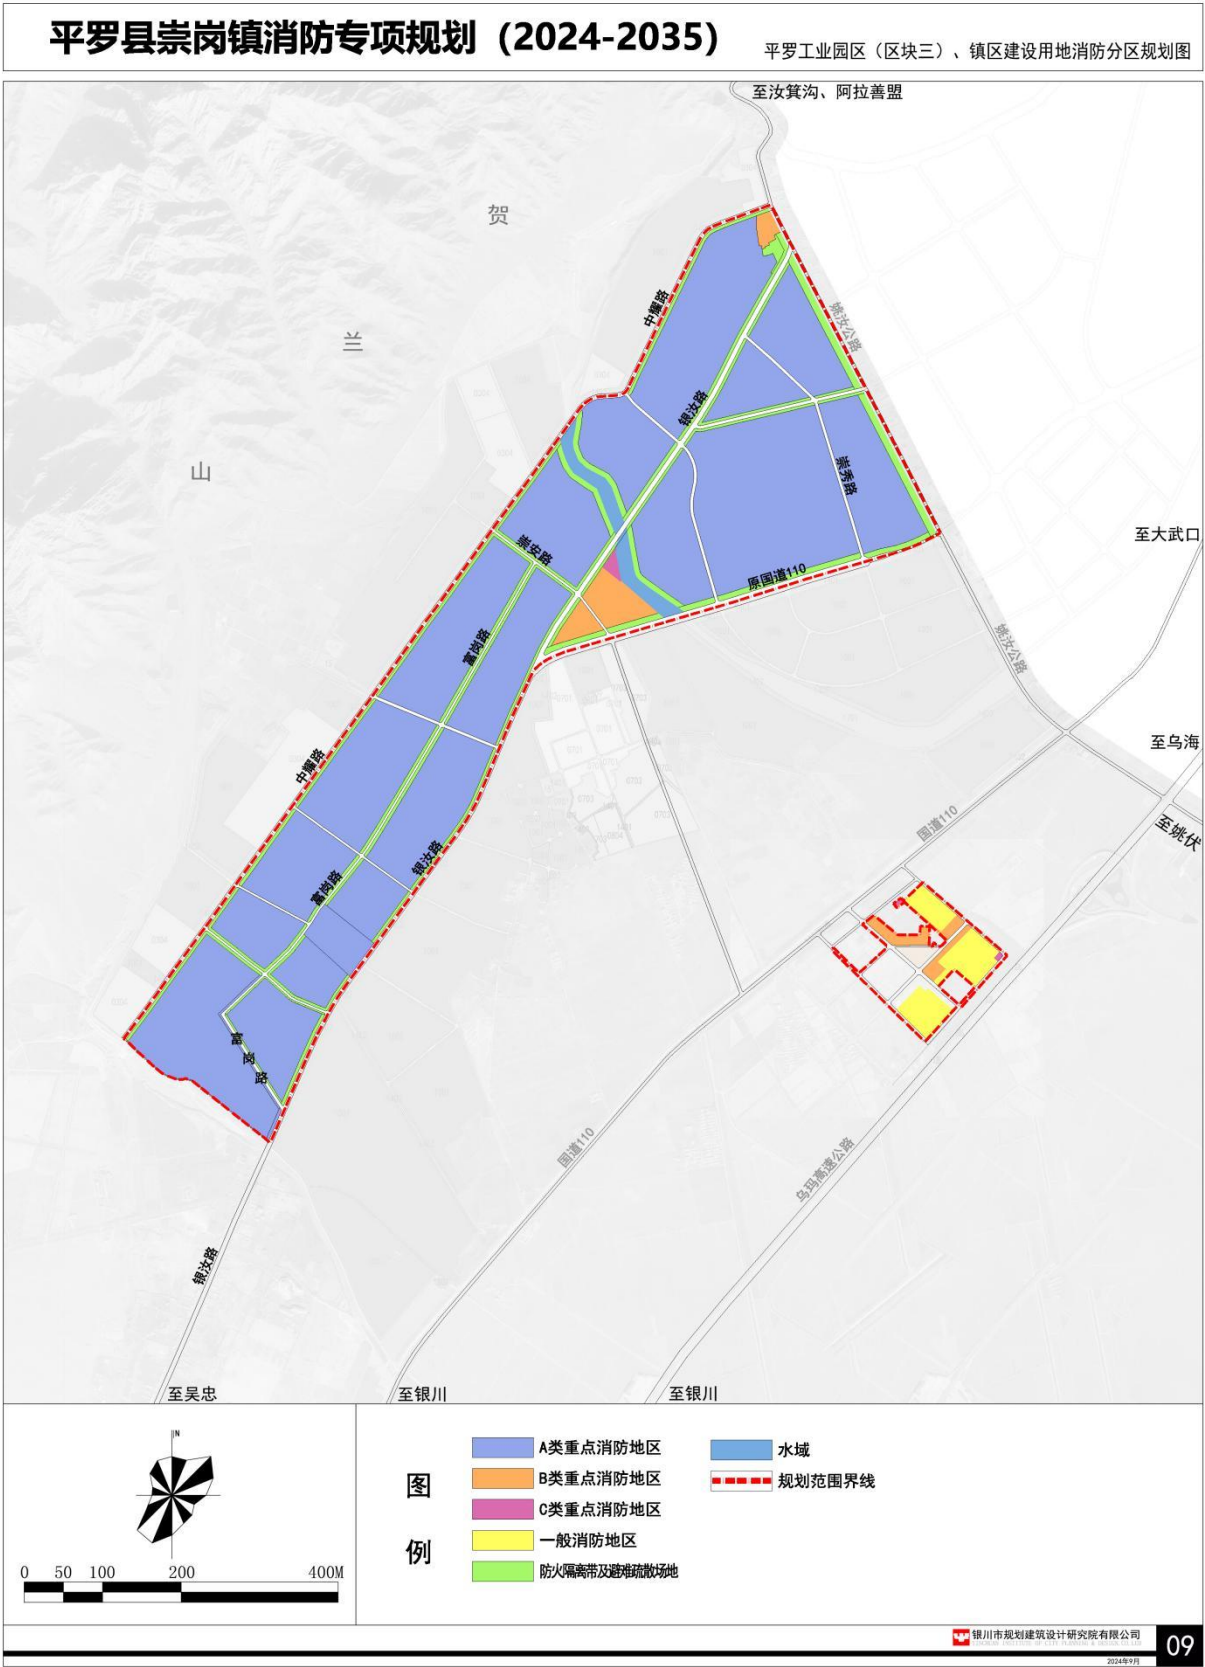 平罗县崇岗镇消防专项规划（2024-2035）
平罗工业园区（区块三）、镇区建设用地消防分区规划图
至汝箕沟、阿拉善盟
贺
兰
山
中耀路
姚汝公路
银汝路
崇秀路
崇安路
原国道110
富岗路
至大武口
姚汝公路
至乌海
至姚伏
国道110
中耀路
银汝路
富岗路
富岗路
国道110
乌玛高速公路
银汝路
至吴忠
至银川
至银川
N
0 50 100 200 400M
图例
A类重点消防地区
B类重点消防地区
C类重点消防地区
一般消防地区
防火隔离带及避难疏散场地
水域
规划范围界线
银川市规划建筑设计研究院有限公司
2024年9月
09